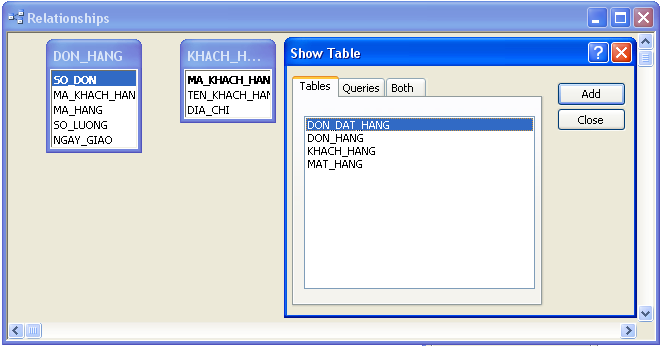 Relationships
DON_HANG
SO_DON
MA_KHACH_HAN
MA_HANG
SO_LUONG
NGAY_GIAO
KHACH_H...
MA_KHACH_HAN
TEN_KHACH_HAN
DIA_CHI
Show Table
Tables
Queries
Both
DON_DAT_HANG
DON_HANG
KHACH_HANG
MAT_HANG
Add
Close